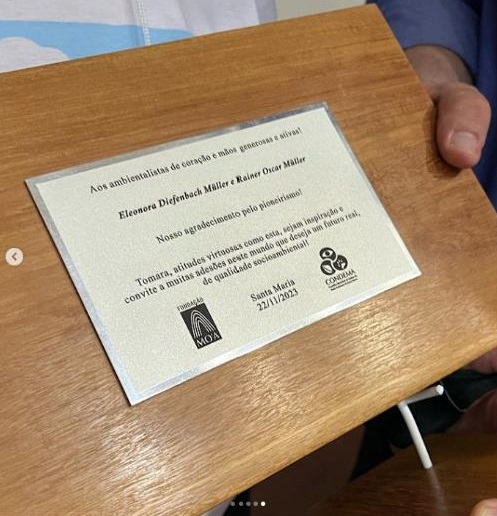 Aos ambientalistas de coração e mãos generosas e ativas!
Eleonora Diefenbach Müller e Rainer Oscar Müller
Nosso agradecimento pelo pioneirismo!
Tomara, atitudes virtuosas como esta, sejam inspiração e
convite a muitas adesões neste mundo que deseja um futuro real,
de qualidade socioambiental!
Santa Maria
22/11/2023
FUNDAÇÃO
MO'Ã
CONDEMA